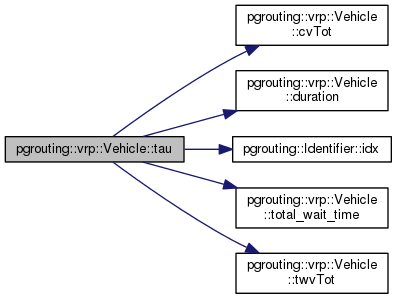 pgrouting::vrp::Vehicle
::cvTot
pgrouting::vrp::Vehicle
::duration
pgrouting::vrp::Vehicle::tau
pgrouting::Identifier::idx
pgrouting::vrp::Vehicle
::total_wait_time
pgrouting::vrp::Vehicle
::twvTot